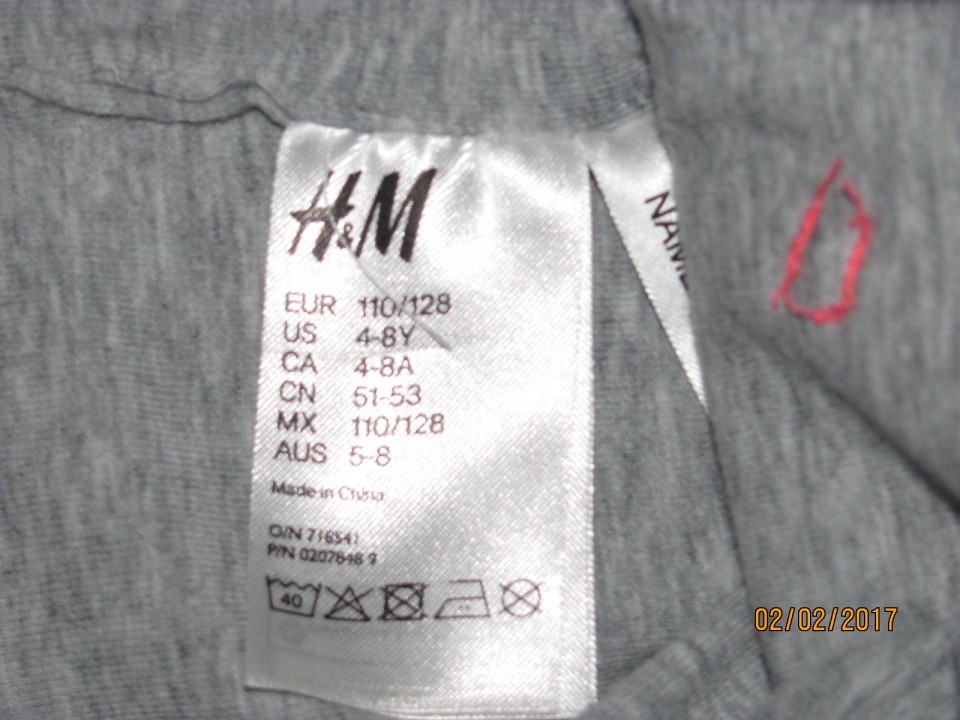 H&M
EUR 110/128
US 4-8Y
CA 4-8A
CN 51-53
MX 110/128
AUS 5-8
Made in China
O/N 716541
P/N 0207648 9
40
NAME
02/02/2017